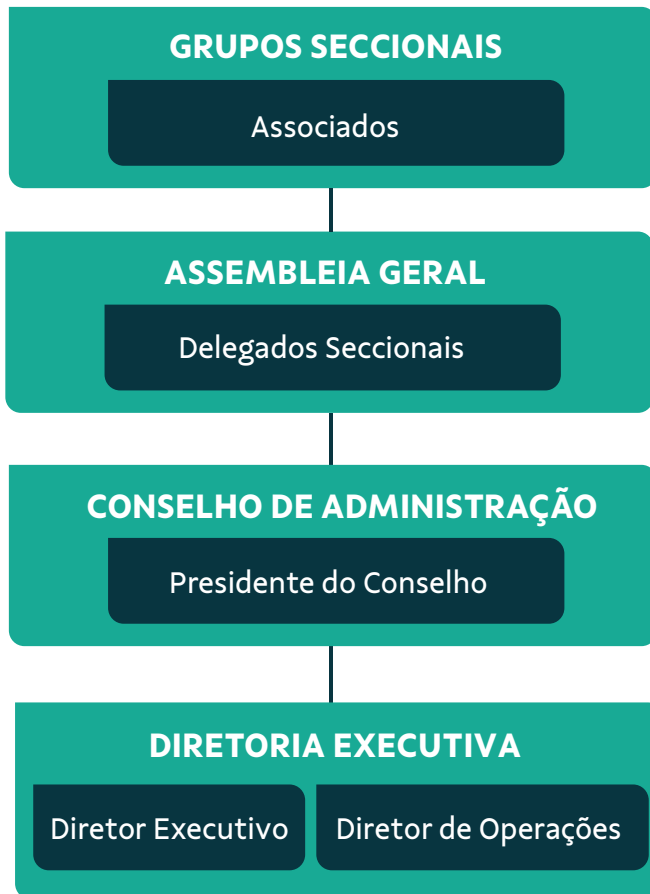 GRUPOS SECCIONAIS
Associados
ASSEMBLEIA GERAL
Delegados Seccionais
CONSELHO DE ADMINISTRAÇÃO
Presidente do Conselho
DIRETORIA EXECUTIVA
Diretor Executivo
Diretor de Operações